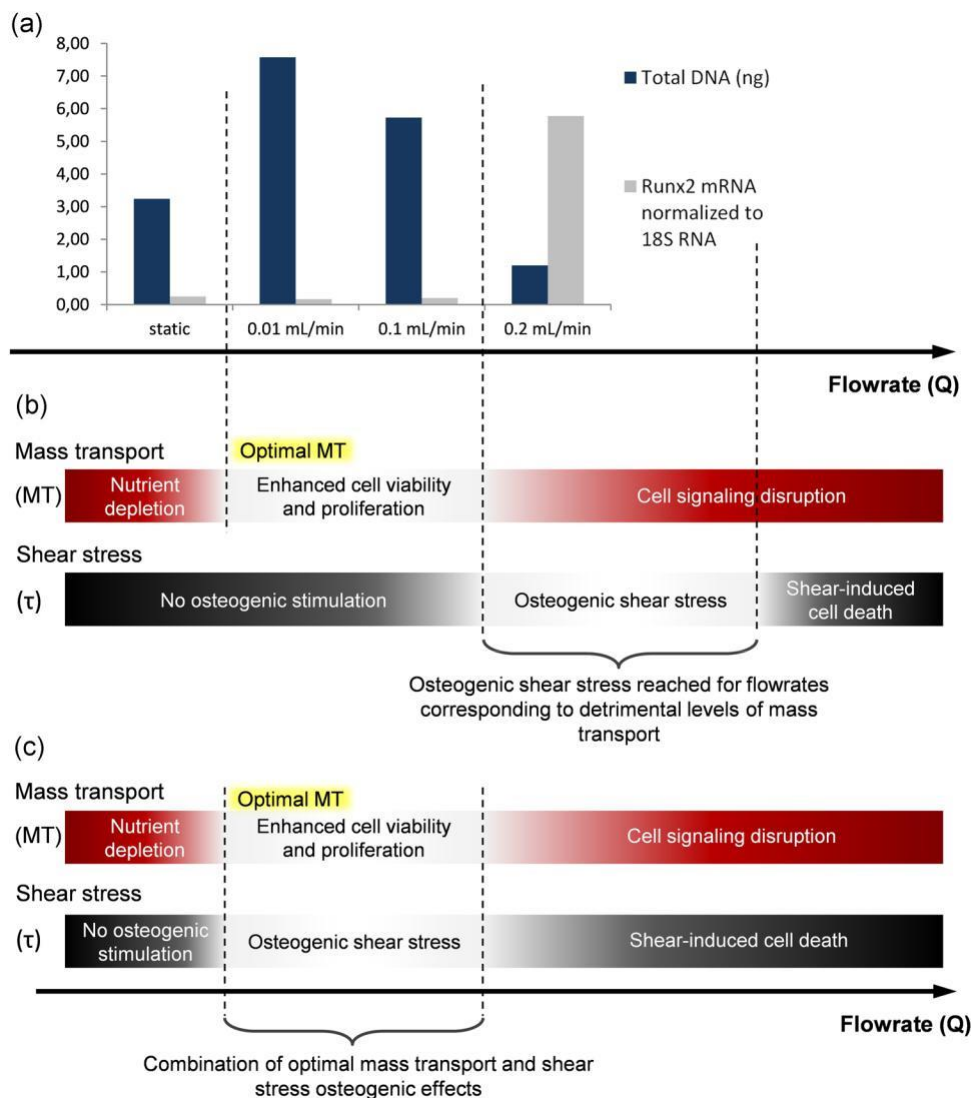 (a)
8,00
7,00
6,00
5,00
4,00
3,00
2,00
1,00
0,00
Total DNA (ng)
Runx2 mRNA
normalized to
18S RNA
static
0.01 mL/min
0.1 mL/min
0.2 mL/min
Flowrate (Q)
(b)
Mass transport
(MT)
Optimal MT
Nutrient
depletion
Enhanced cell viability
and proliferation
Cell signaling disruption
Shear stress
(τ)
No osteogenic stimulation
Osteogenic shear stress
Shear-induced
cell death
Osteogenic shear stress reached for flowrates
corresponding to detrimental levels of mass
transport
(c)
Mass transport
(MT)
Optimal MT
Nutrient
depletion
Enhanced cell viability
and proliferation
Cell signaling disruption
Shear stress
(τ)
No osteogenic
stimulation
Osteogenic shear stress
Shear-induced cell death
Flowrate (Q)
Combination of optimal mass transport and shear
stress osteogenic effects